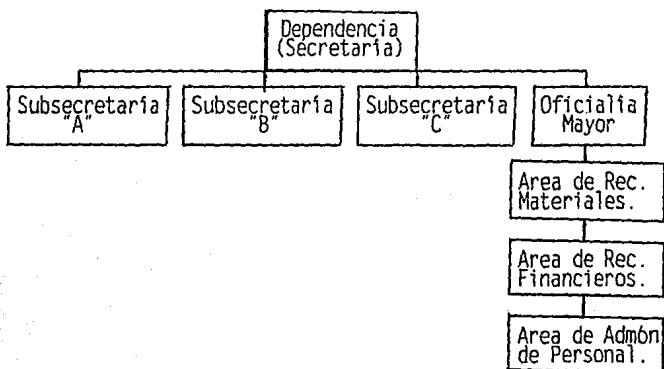 Dependencia
(Secretaría)
Subsecretaría
"A"
Subsecretaría
"B"
Subsecretaría
"C"
Oficialía
Mayor
Area de Rec.
Materiales.
Area de Rec.
Financieros.
Area de Admón
de Personal.